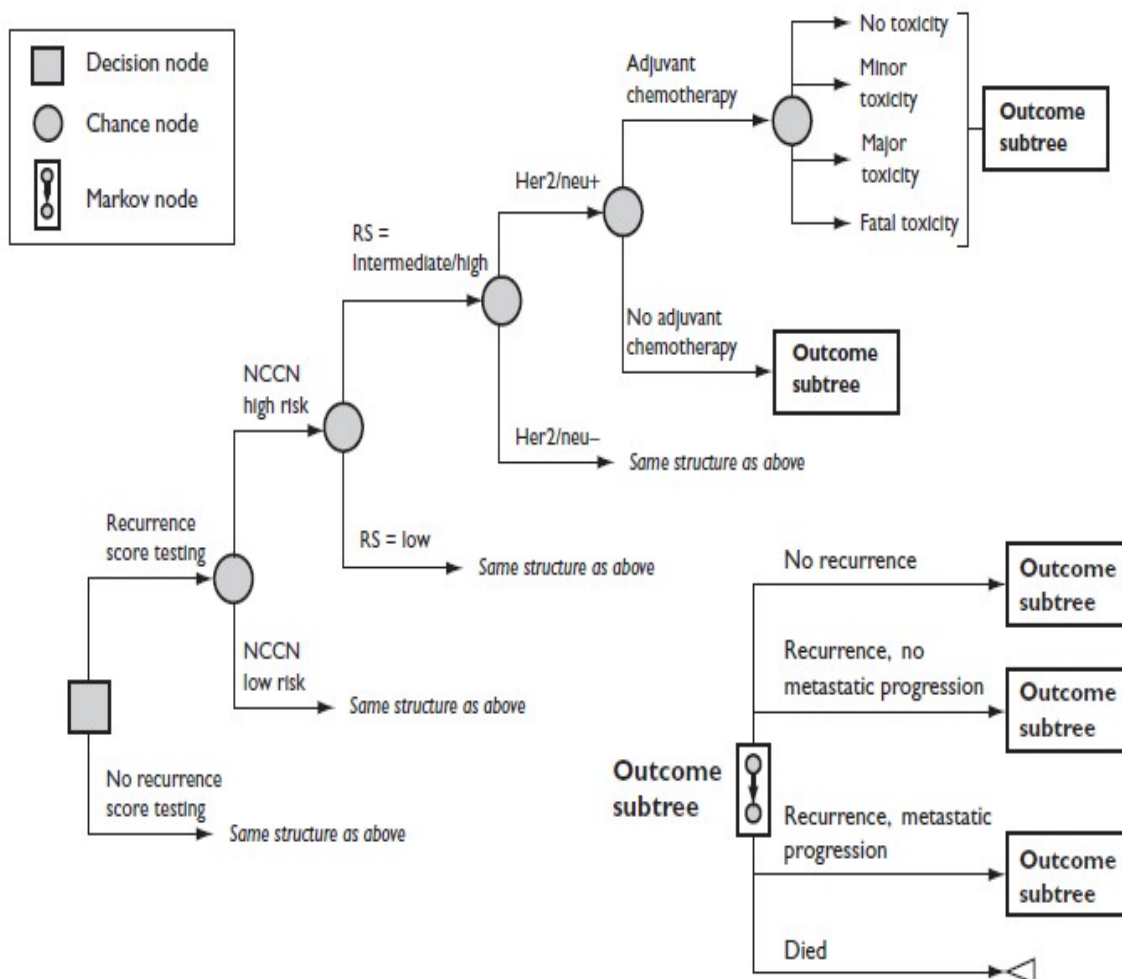 Decision node
Chance node
Markov node
No toxicity
Minor
toxicity
Major
toxicity
Fatal toxicity
Outcome
subtree
Adjuvant
chemotherapy
Her2/neu+
No adjuvant
chemotherapy
Outcome
subtree
RS =
Intermediate/high
Her2/neu–
Same structure as above
NCCN
high risk
RS = low
Same structure as above
Recurrence
score testing
NCCN
low risk
Same structure as above
No recurrence
score testing
Same structure as above
Outcome
subtree
No recurrence
Outcome
subtree
Recurrence, no
metastatic progression
Outcome
subtree
Recurrence, metastatic
progression
Outcome
subtree
Died